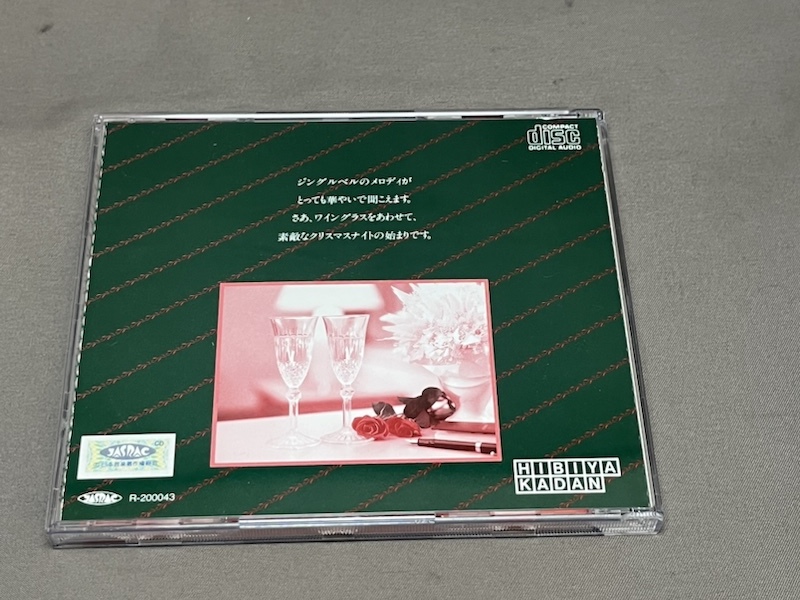 COMPACT
disc
DIGITAL AUDIO
ジングルベルのメロディが
とっても華やいで聞こえます。
さあ、ワイングラスをあわせて、
素敵なクリスマスナイトの始まりです。
JASRAC
CD
JASRAC R-200043
HIBIYA
KADAN